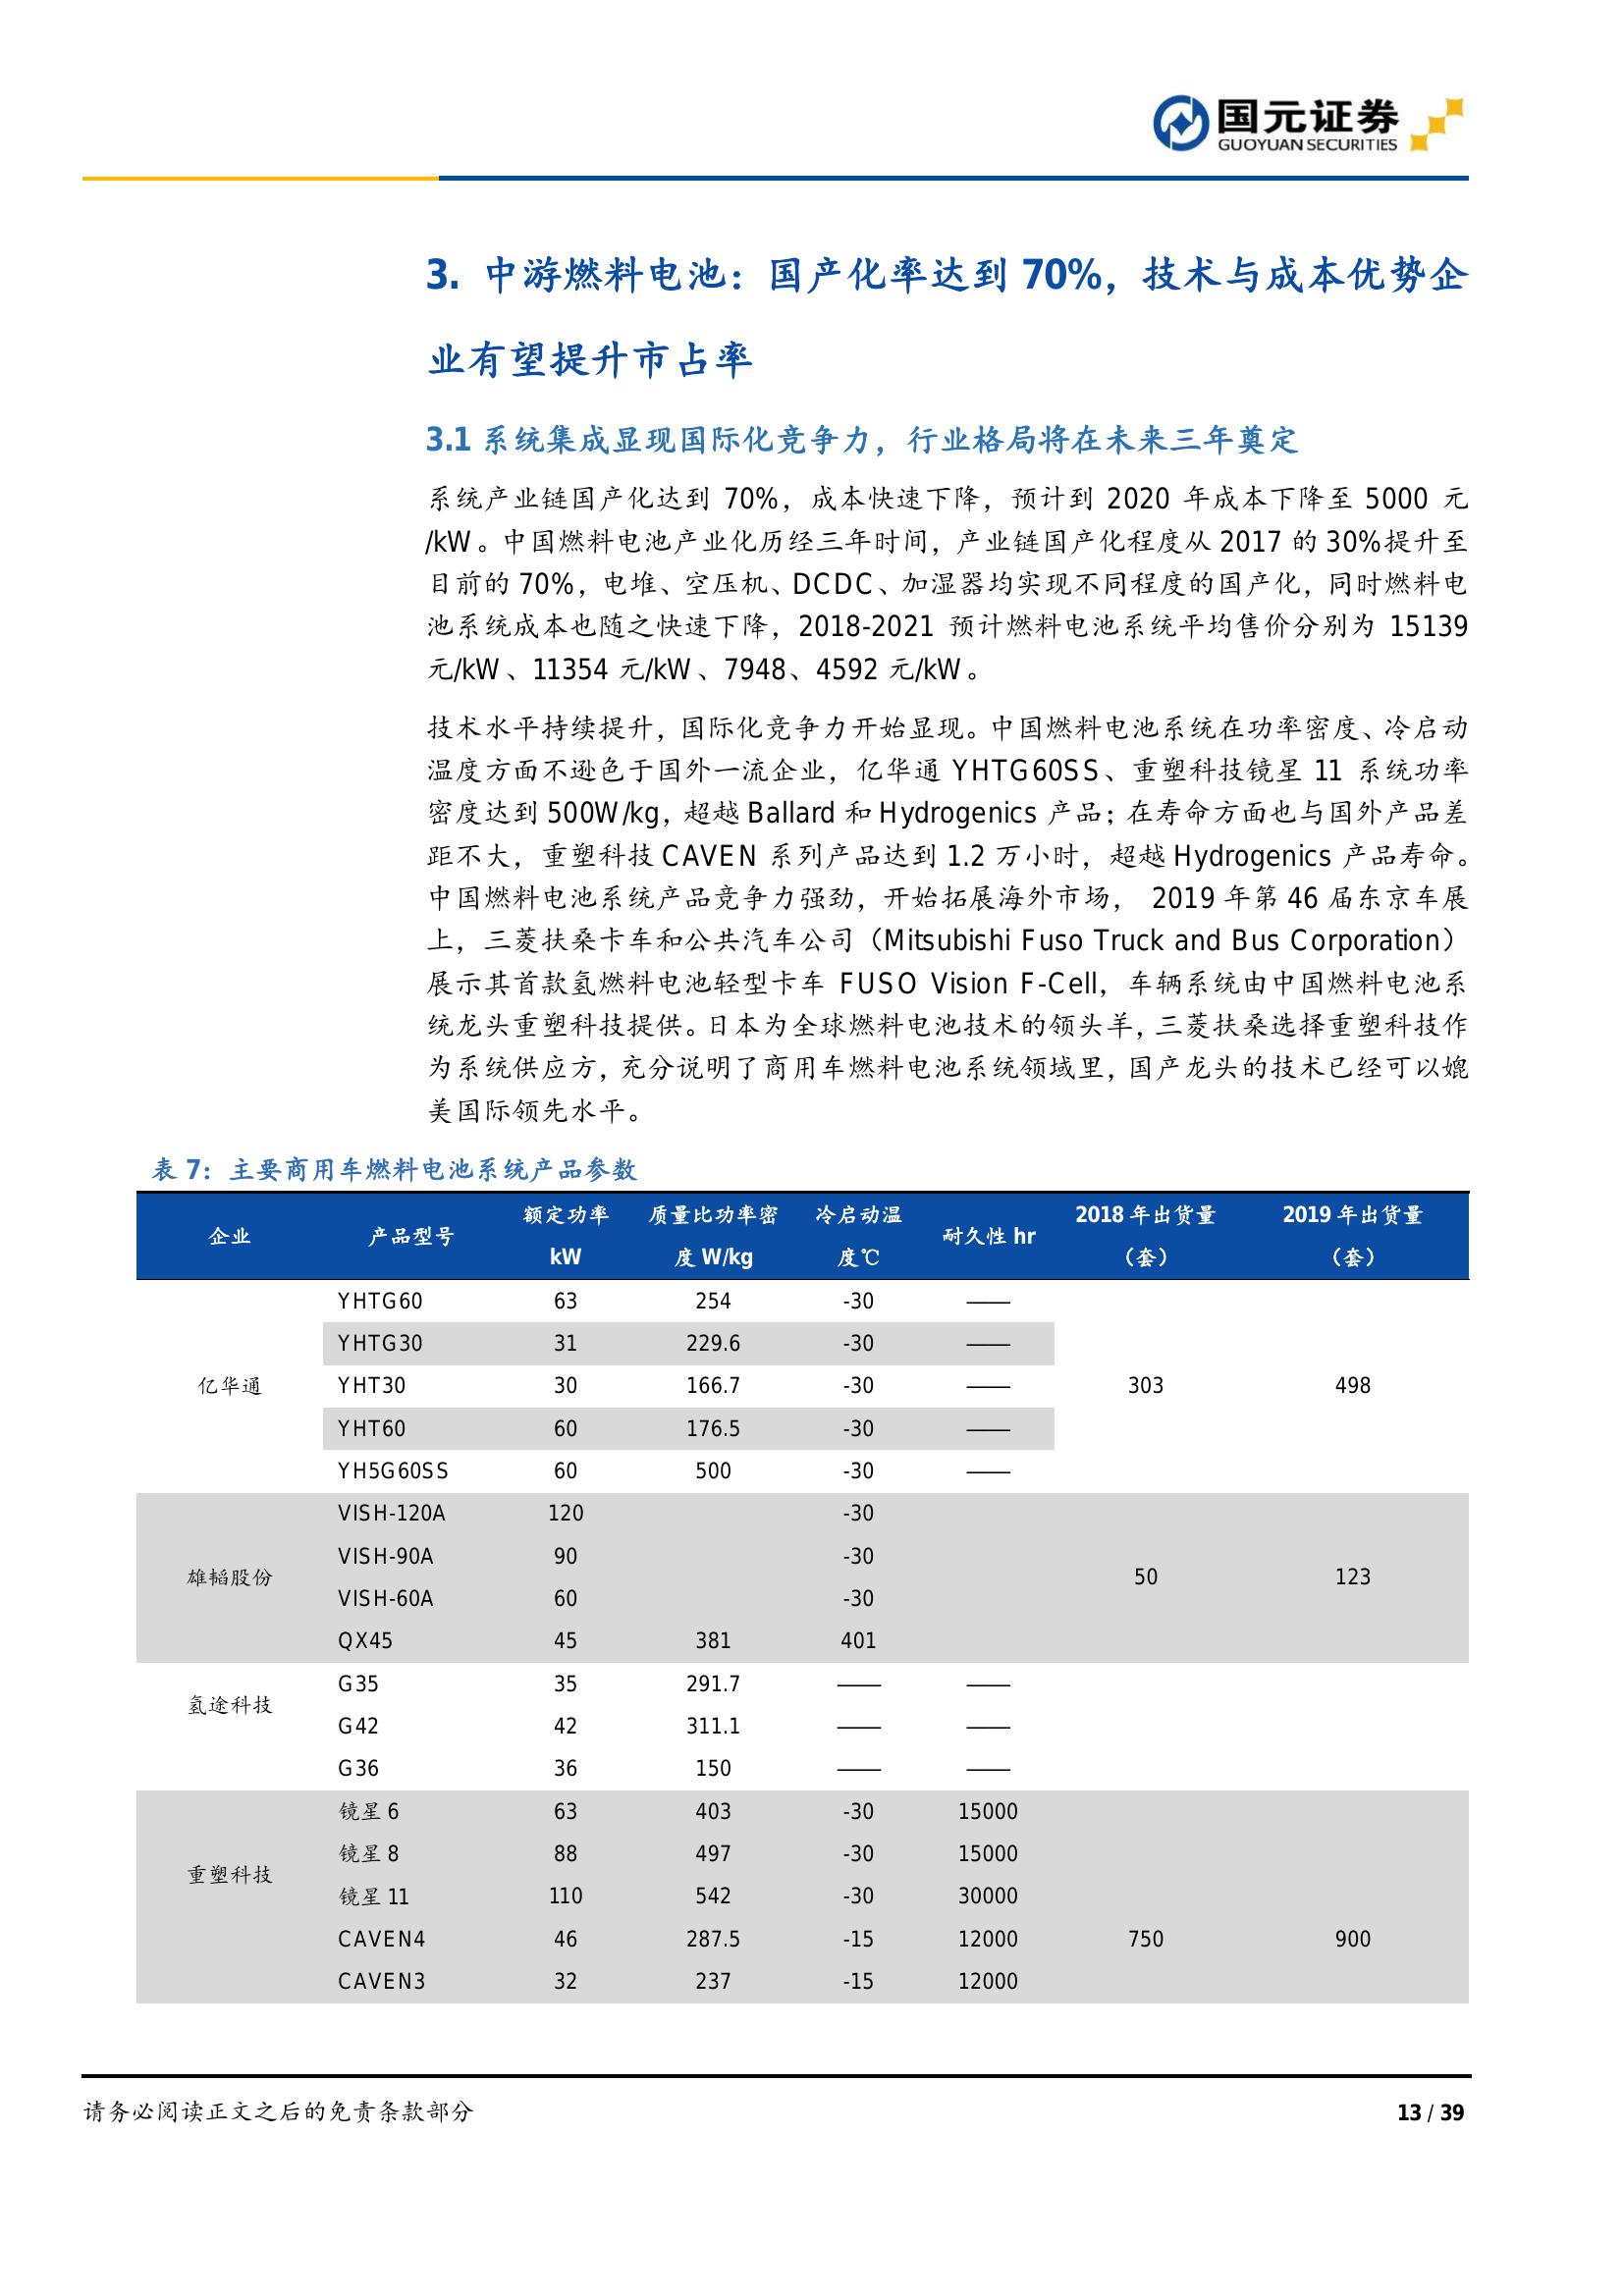 国元证券
GUOYUAN SECURITIES
3. 中游燃料电池：国产化率达到 70%，技术与成本优势企
业有望提升市占率
3.1 系统集成显现国际化竞争力，行业格局将在未来三年奠定
系统产业链国产化达到 70%，成本快速下降，预计到 2020 年成本下降至 5000 元
/kW。中国燃料电池产业化历经三年时间，产业链国产化程度从 2017 的 30%提升至
目前的 70%，电堆、空压机、DCDC、加湿器均实现不同程度的国产化，同时燃料电
池系统成本也随之快速下降，2018-2021 预计燃料电池系统平均售价分别为 15139
元/kW、11354 元/kW、7948、4592 元/kW。
技术水平持续提升，国际化竞争力开始显现。中国燃料电池系统在功率密度、冷启动
温度方面不逊色于国外一流企业，亿华通 YHTG60SS、重塑科技镜星 11 系统功率
密度达到 500W/kg，超越 Ballard 和 Hydrogenics 产品；在寿命方面也与国外产品差
距不大，重塑科技 CAVEN 系列产品达到 1.2 万小时，超越 Hydrogenics 产品寿命。
中国燃料电池系统产品竞争力强劲，开始拓展海外市场， 2019 年第 46 届东京车展
上，三菱扶桑卡车和公共汽车公司（Mitsubishi Fuso Truck and Bus Corporation）
展示其首款氢燃料电池轻型卡车 FUSO Vision F-Cell，车辆系统由中国燃料电池系
统龙头重塑科技提供。日本为全球燃料电池技术的领头羊，三菱扶桑选择重塑科技作
为系统供应方，充分说明了商用车燃料电池系统领域里，国产龙头的技术已经可以媲
美国际领先水平。
表 7：主要商用车燃料电池系统产品参数
企业 产品型号 额定功率 kW 质量比功率密度 W/kg 冷启动温度℃ 耐久性 hr 2018 年出货量（套） 2019 年出货量（套）
YHTG60 63 254 -30 ——
YHTG30 31 229.6 -30 ——
亿华通 YHT30 30 166.7 -30 —— 303 498
YHT60 60 176.5 -30 ——
YH5G60SS 60 500 -30 ——
VISH-120A 120 -30
VISH-90A 90 -30
雄韬股份 50 123
VISH-60A 60 -30
QX45 45 381 401
G35 35 291.7 —— ——
氢途科技
G42 42 311.1 —— ——
G36 36 150 —— ——
镜星 6 63 403 -30 15000
镜星 8 88 497 -30 15000
重塑科技
镜星 11 110 542 -30 30000
CAVEN4 46 287.5 -15 12000 750 900
CAVEN3 32 237 -15 12000
请务必阅读正文之后的免责条款部分 13 / 39